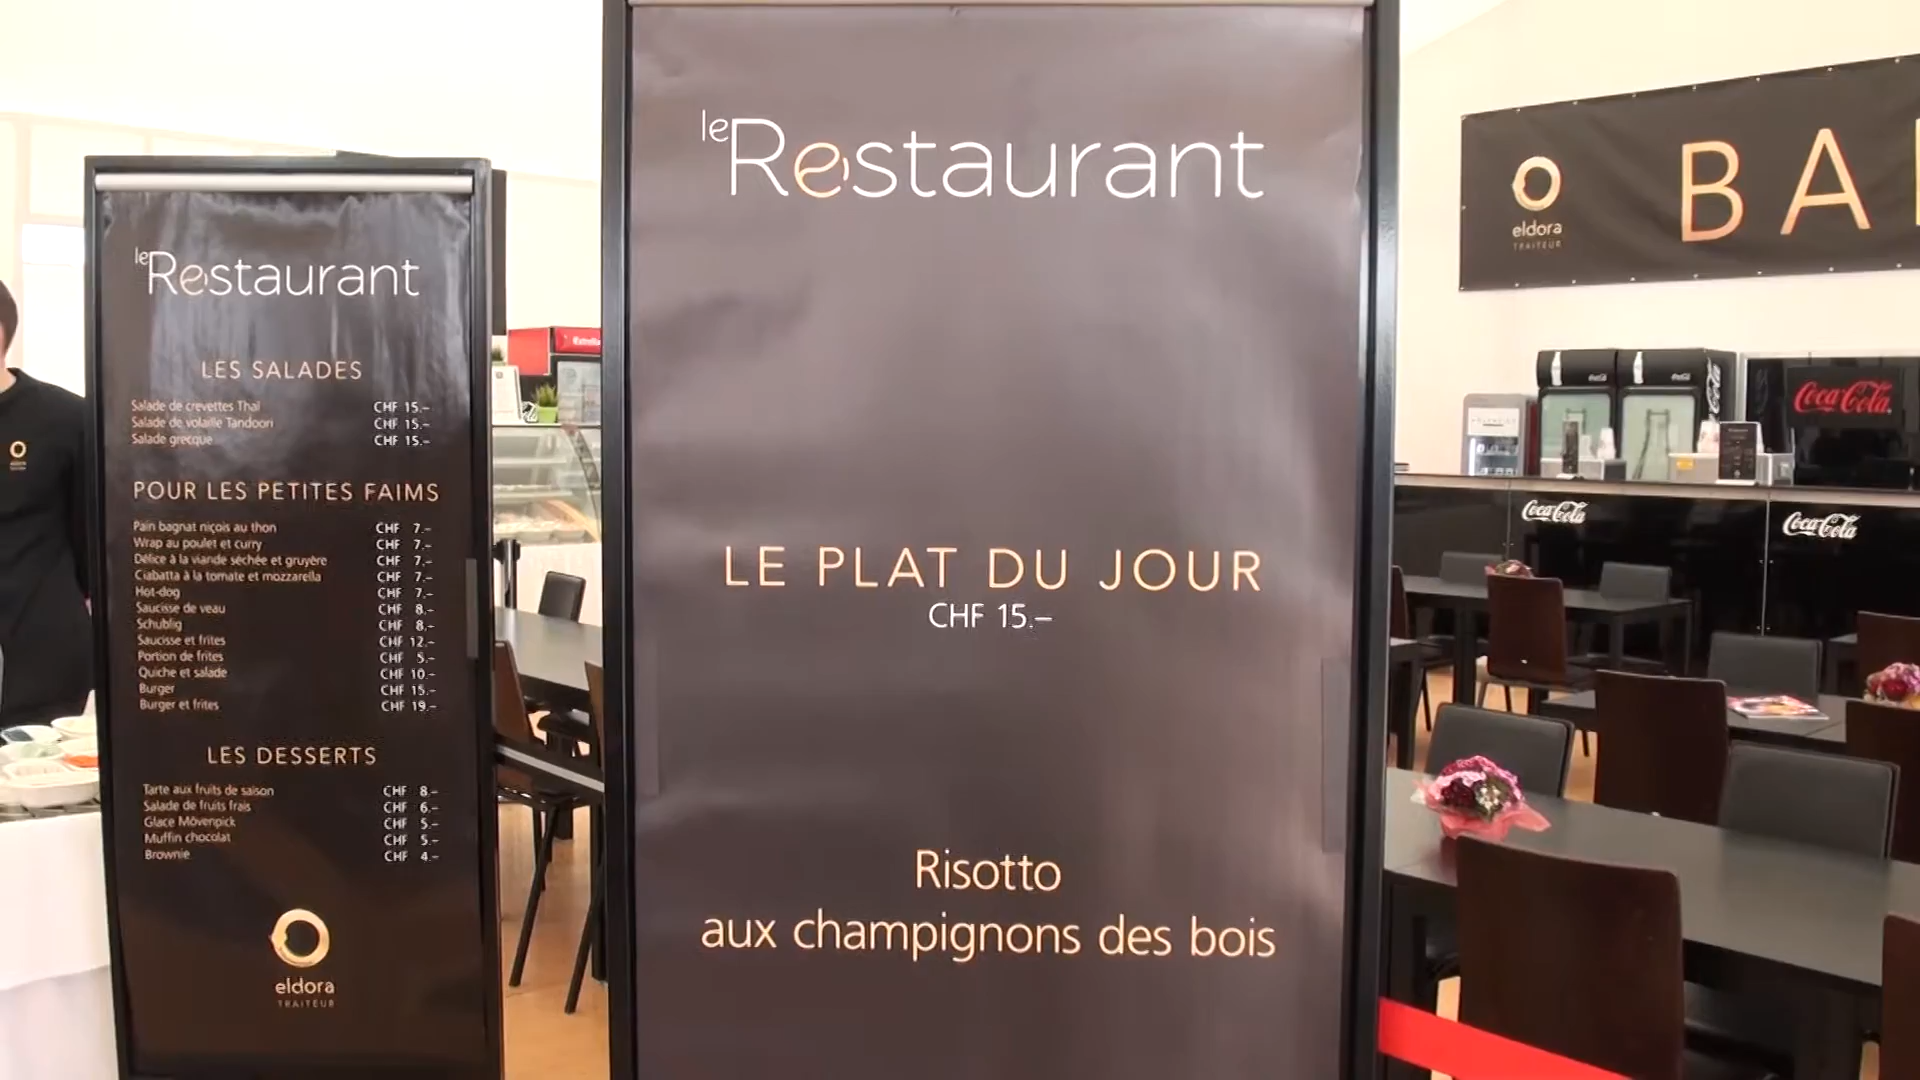 le Restaurant
LES SALADES
Salade de crevettes Thaï CHF 15.–
Salade de volaille Tandoori CHF 15.–
Salade grecque CHF 15.–
POUR LES PETITES FAIMS
Pain bagnat niçois au thon CHF 7.–
Wrap au poulet et curry CHF 7.–
Délice à la viande séchée et gruyère CHF 7.–
Ciabatta à la tomate et mozzarella CHF 7.–
Hot-dog CHF 7.–
Saucisse de veau CHF 8.–
Schublig CHF 8.–
Saucisse et frites CHF 12.–
Portion de frites CHF 5.–
Quiche et salade CHF 10.–
Burger CHF 15.–
Burger et frites CHF 19.–
LES DESSERTS
Tarte aux fruits de saison CHF 8.–
Salade de fruits frais CHF 6.–
Glace Mövenpick CHF 5.–
Muffin chocolat CHF 5.–
Brownie CHF 4.–
eldora
TRAITEUR
le Restaurant
LE PLAT DU JOUR
CHF 15.–
Risotto
aux champignons des bois
eldora
TRAITEUR
BA
Coca-Cola
Coca-Cola
Coca-Cola